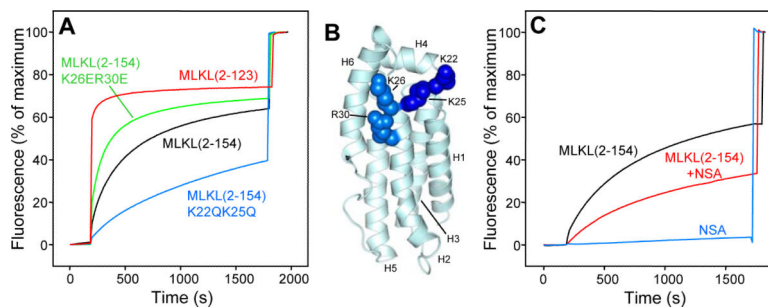 A
Fluorescence (% of maximum)
100
80
60
40
20
0
MLKL(2-154)
K26ER30E
MLKL(2-123)
MLKL(2-154)
MLKL(2-154)
K22QK25Q
0 500 1000 1500 2000
Time (s)
B
H4
K22
H6
K26
R30
K25
H1
H3
H2
H5
C
Fluorescence (% of maximum)
100
80
60
40
20
0
MLKL(2-154)
MLKL(2-154)
+NSA
NSA
0 500 1000 1500
Time (s)